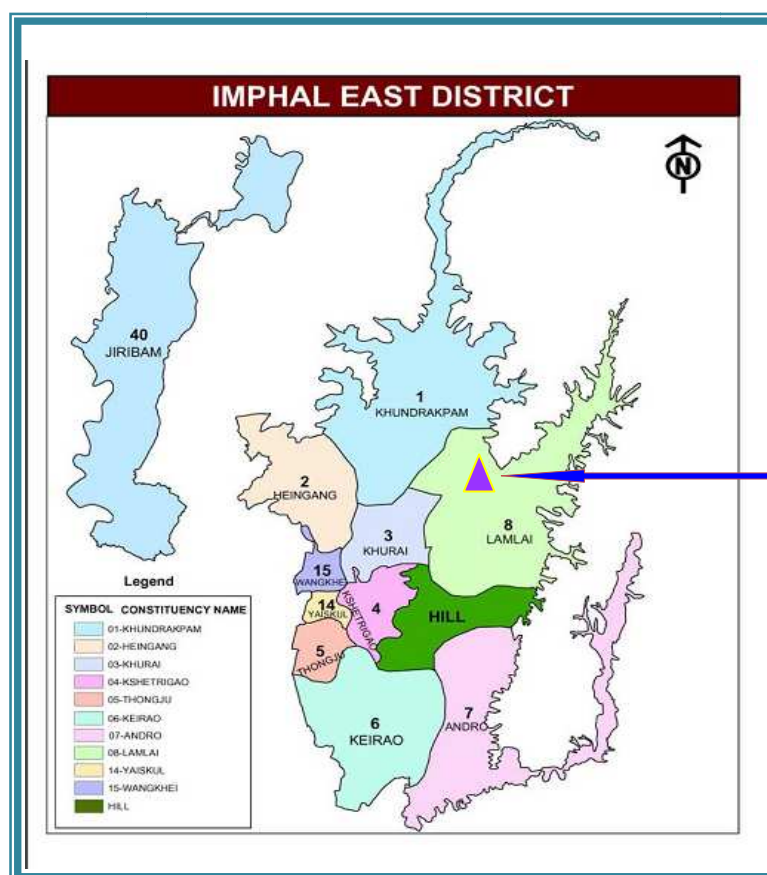 IMPHAL EAST DISTRICT
N
40
JIRIBAM
1
KHUNDRAKPAM
2
HEINGANG
3
KHURAI
8
LAMLAI
15
WANGKHEI
14
YAISKUL
4
KSHETRIGAO
HILL
5
THONGJU
6
KEIRAO
7
ANDRO
Legend
SYMBOL CONSTITUENCY NAME
01-KHUNDRAKPAM
02-HEINGANG
03-KHURAI
04-KSHETRIGAO
05-THONGJU
06-KEIRAO
07-ANDRO
08-LAMLAI
14-YAISKUL
15-WANGKHEI
HILL